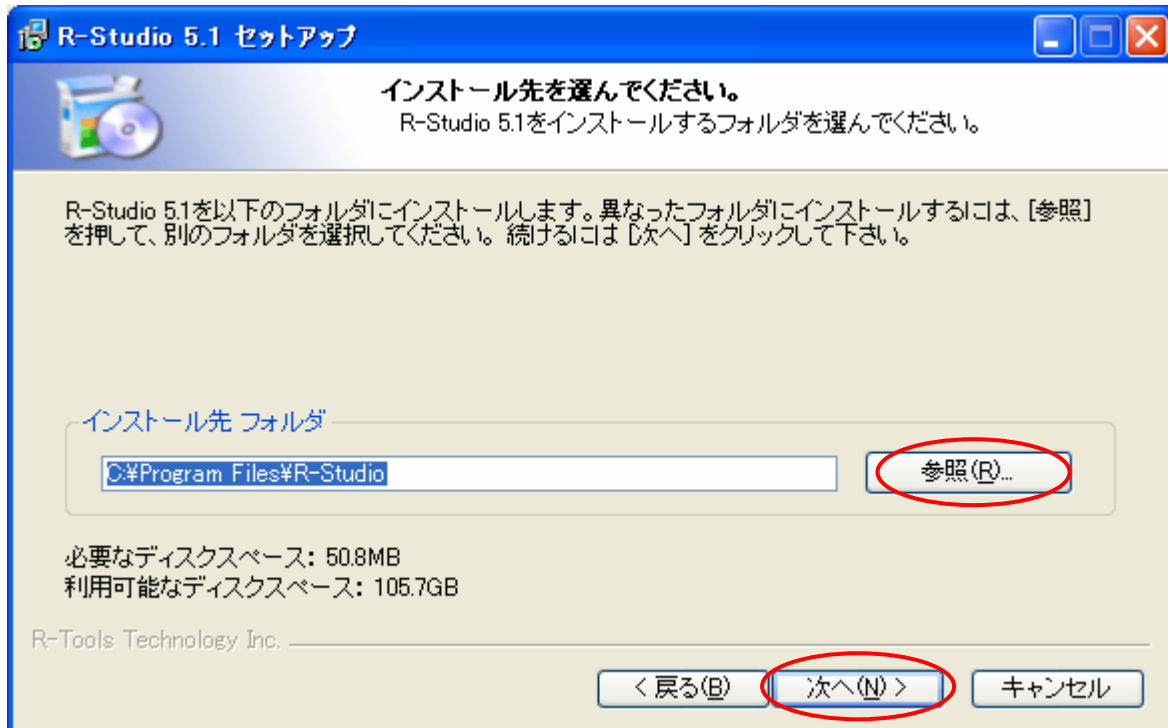 R-Studio 5.1 セットアップ
インストール先を選んでください。
R-Studio 5.1をインストールするフォルダを選んでください。
R-Studio 5.1を以下のフォルダにインストールします。異なったフォルダにインストールするには、[参照]
を押して、別のフォルダを選択してください。続けるには [次へ] をクリックして下さい。
インストール先 フォルダ
C:¥Program Files¥R-Studio
参照(R)...
必要なディスクスペース: 50.8MB
利用可能なディスクスペース: 105.7GB
R-Tools Technology Inc.
< 戻る(B) 次へ(N) > キャンセル